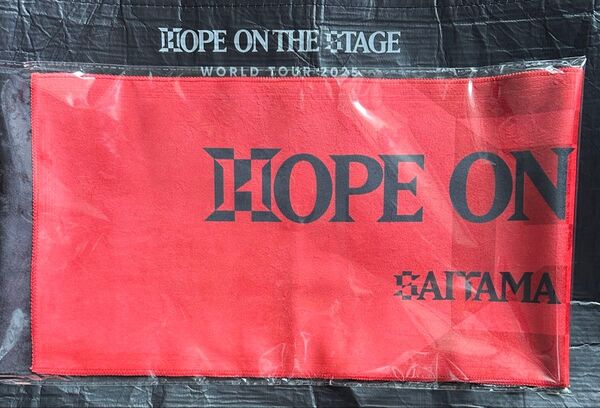 HOPE ON THE STAGE
WORLD TOUR 2025
HOPE ON
SAITAMA